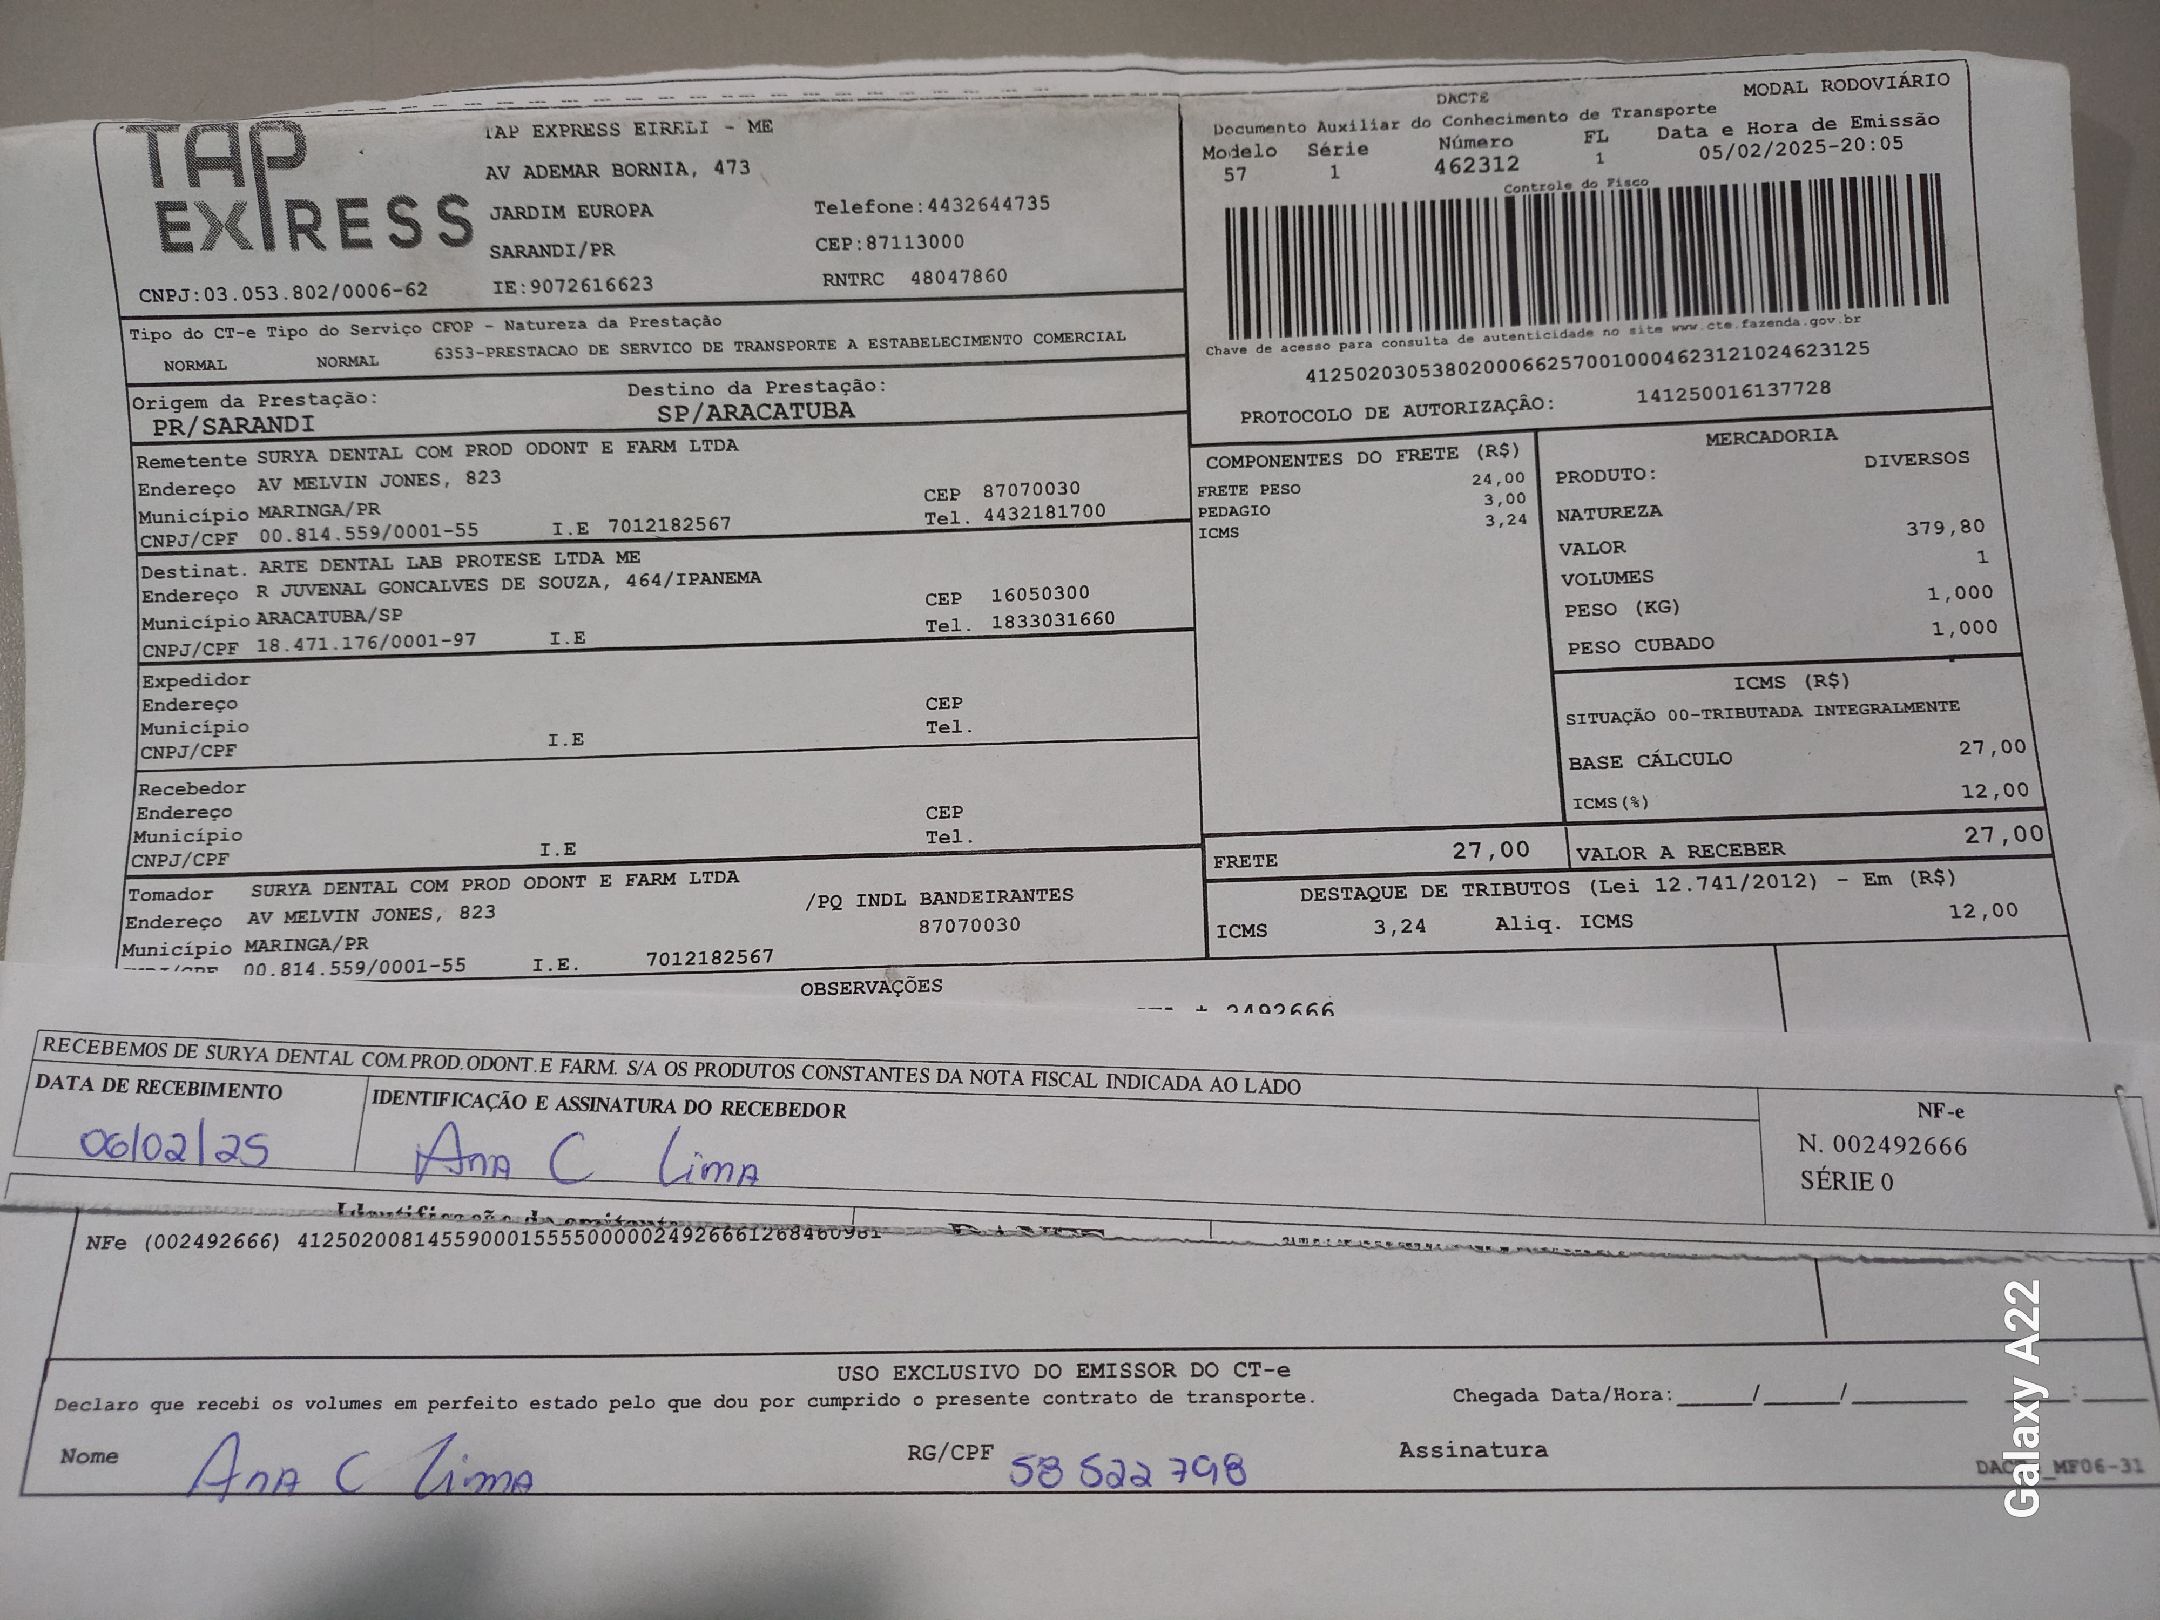 TAP EXPRESS
TAP EXPRESS EIRELI - ME
AV ADEMAR BORNIA, 473
JARDIM EUROPA Telefone:4432644735
SARANDI/PR CEP:87113000
CNPJ:03.053.802/0006-62 IE:9072616623 RNTRC 48047860
DACTE MODAL RODOVIÁRIO
Documento Auxiliar do Conhecimento de Transporte
Modelo Série Número FL Data e Hora de Emissão
57 1 462312 1 05/02/2025-20:05
Controle do Fisco
Chave de acesso para consulta de autenticidade no site www.cte.fazenda.gov.br
41250203053802000662570010004623121024623125
PROTOCOLO DE AUTORIZAÇÃO: 141250016137728
Tipo do CT-e Tipo do Serviço CFOP - Natureza da Prestação
NORMAL NORMAL 6353-PRESTACAO DE SERVICO DE TRANSPORTE A ESTABELECIMENTO COMERCIAL
Origem da Prestação: Destino da Prestação:
PR/SARANDI SP/ARACATUBA
Remetente SURYA DENTAL COM PROD ODONT E FARM LTDA
Endereço AV MELVIN JONES, 823
Município MARINGA/PR CEP 87070030
CNPJ/CPF 00.814.559/0001-55 I.E 7012182567 Tel. 4432181700
Destinat. ARTE DENTAL LAB PROTESE LTDA ME
Endereço R JUVENAL GONCALVES DE SOUZA, 464/IPANEMA
Município ARACATUBA/SP CEP 16050300
CNPJ/CPF 18.471.176/0001-97 I.E Tel. 1833031660
Expedidor
Endereço CEP
Município Tel.
CNPJ/CPF I.E
Recebedor
Endereço CEP
Município Tel.
CNPJ/CPF I.E
Tomador SURYA DENTAL COM PROD ODONT E FARM LTDA
Endereço AV MELVIN JONES, 823 /PQ INDL BANDEIRANTES
Município MARINGA/PR 87070030
00.814.559/0001-55 I.E. 7012182567
COMPONENTES DO FRETE (R$)
FRETE PESO 24,00
PEDAGIO 3,00
ICMS 3,24
MERCADORIA
PRODUTO: DIVERSOS
NATUREZA
VALOR 379,80
VOLUMES 1
PESO (KG) 1,000
PESO CUBADO 1,000
ICMS (R$)
SITUAÇÃO 00-TRIBUTADA INTEGRALMENTE
BASE CÁLCULO 27,00
ICMS(%) 12,00
FRETE 27,00 VALOR A RECEBER 27,00
DESTAQUE DE TRIBUTOS (Lei 12.741/2012) - Em (R$)
ICMS 3,24 Aliq. ICMS 12,00
OBSERVAÇÕES
2492666
RECEBEMOS DE SURYA DENTAL COM.PROD.ODONT.E FARM. S/A OS PRODUTOS CONSTANTES DA NOTA FISCAL INDICADA AO LADO
DATA DE RECEBIMENTO IDENTIFICAÇÃO E ASSINATURA DO RECEBEDOR
06/02/25 Ana C Lima
NF-e
N. 002492666
SÉRIE 0
Identificação do emitente
NFe (002492666) 41250200814559000155550000024926661268460981
USO EXCLUSIVO DO EMISSOR DO CT-e
Declaro que recebi os volumes em perfeito estado pelo que dou por cumprido o presente contrato de transporte. Chegada Data/Hora:____/____/____ ____:____
Nome Ana C Lima RG/CPF 58 522 798 Assinatura
MF06-31
Galaxy A22